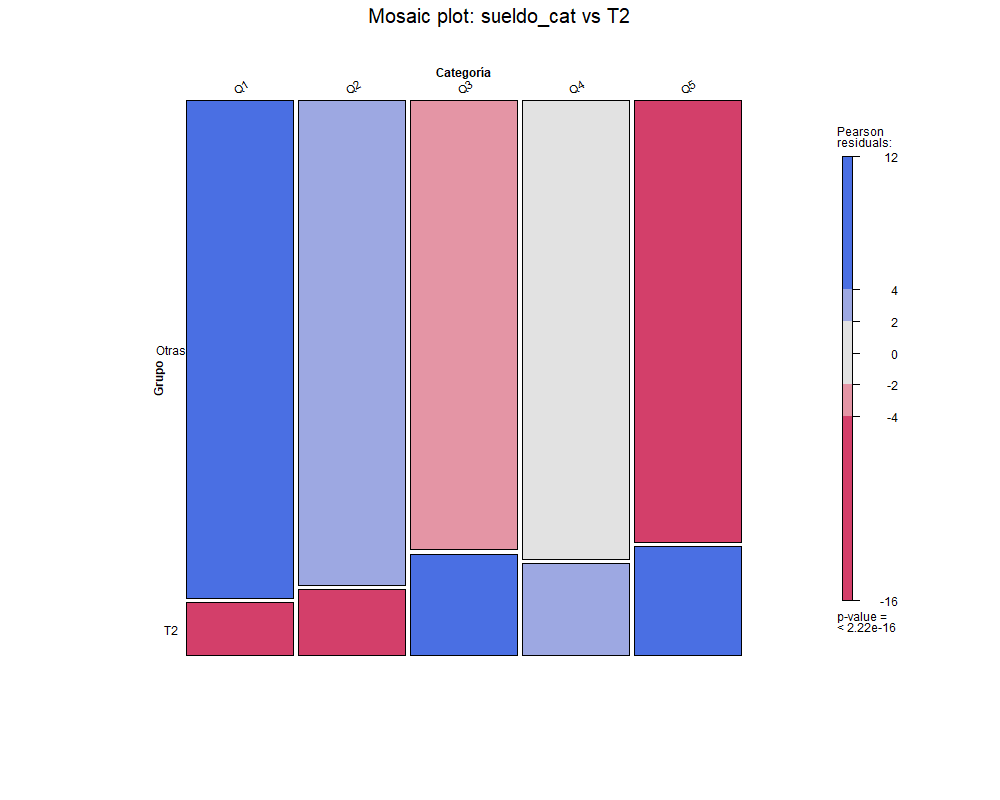 Mosaic plot: sueldo_cat vs T2
Categoría
Q1 Q2 Q3 Q4 Q5
Pearson
residuals:
12
4
2
0
-2
-4
-16
p-value =
< 2.22e-16
Otras
Grupo
T2